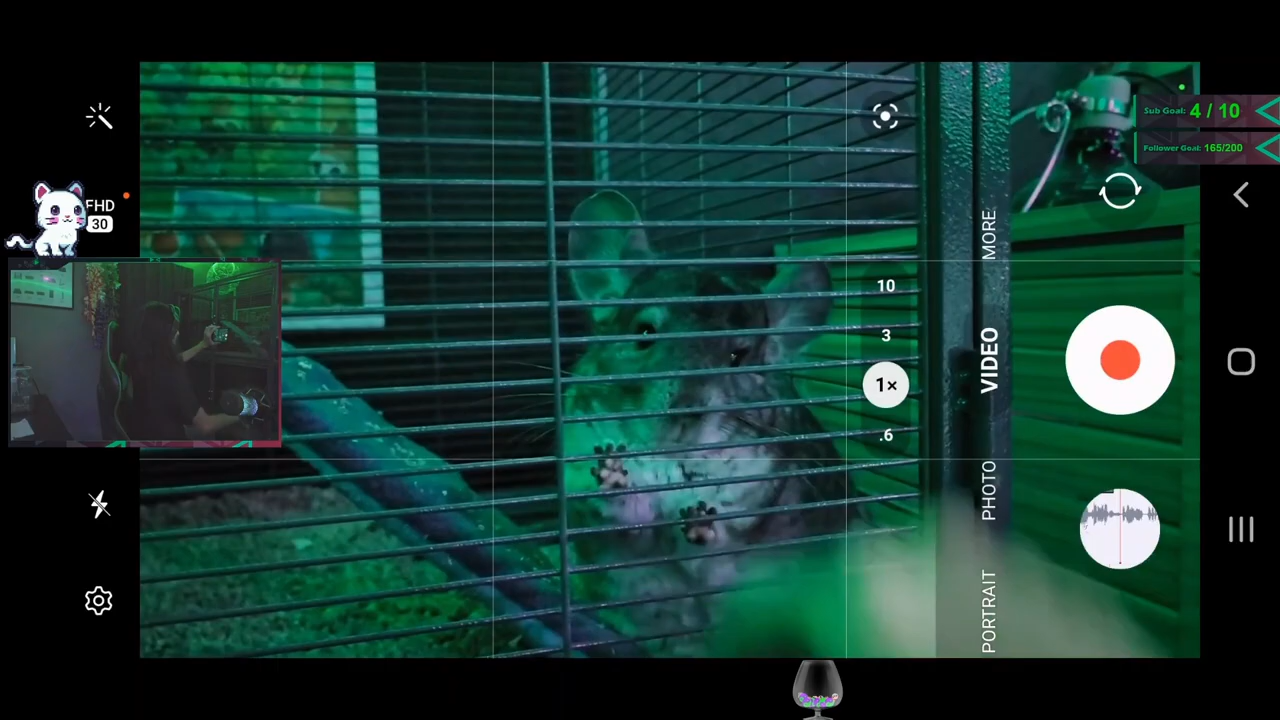 Sub Goal: 4 / 10
Follower Goal: 165/200
FHD
30
10
3
1×
.6
MORE
VIDEO
PHOTO
PORTRAIT